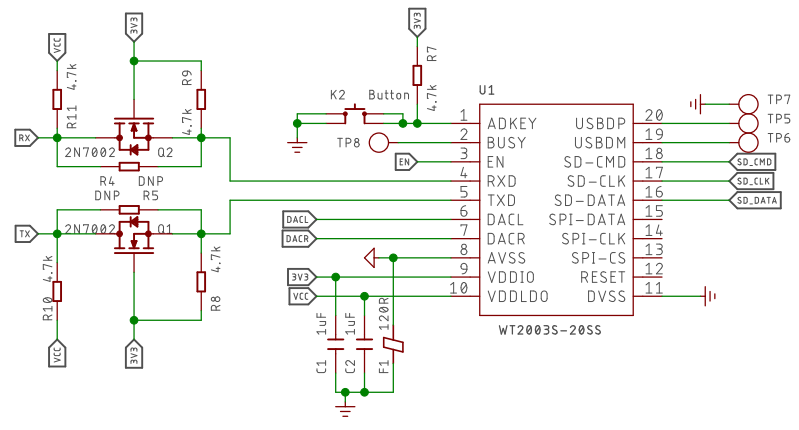 3V3
VCC
4.7k
R11
R9
4.7k
RX
2N7002
Q2
R4
DNP
DNP
R5
TX
2N7002
Q1
4.7k
R10
4.7k
R8
VCC
3V3
3V3
R7
4.7k
K2
Button
TP8
EN
DACL
DACR
3V3
VCC
1uF
C1
1uF
C2
120R
F1
U1
1 ADKEY
2 BUSY
3 EN
4 RXD
5 TXD
6 DACL
7 DACR
8 AVSS
9 VDDIO
10 VDDLDO
USBDP 20
USBDM 19
SD-CMD 18
SD-CLK 17
SD-DATA 16
SPI-DATA 15
SPI-CLK 14
SPI-CS 13
RESET 12
DVSS 11
WT2003S-20SS
TP7
TP5
TP6
SD_CMD
SD_CLK
SD_DATA